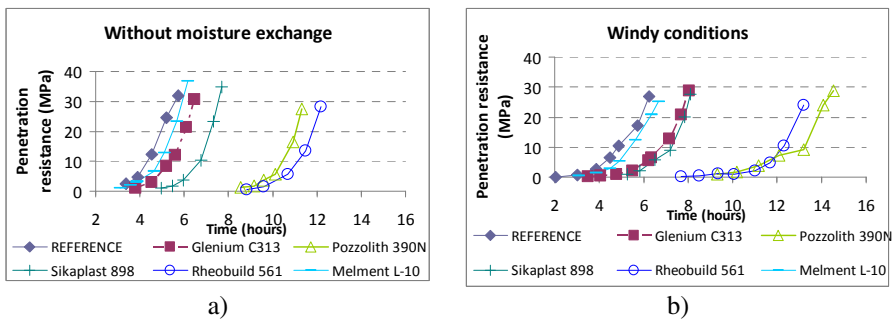 Without moisture exchange
Penetration
resistance (MPa)
40
30
20
10
0
2 4 6 8 10 12 14 16
Time (hours)
REFERENCE Glenium C313 Pozzolith 390N
Sikaplast 898 Rheobuild 561 Melment L-10
a)
Windy conditions
Penetration resistance
(MPa)
40
30
20
10
0
2 4 6 8 10 12 14 16
Time (hours)
REFERENCE Glenium C313 Pozzolith 390N
Sikaplast 898 Rheobuild 561 Melment L-10
b)